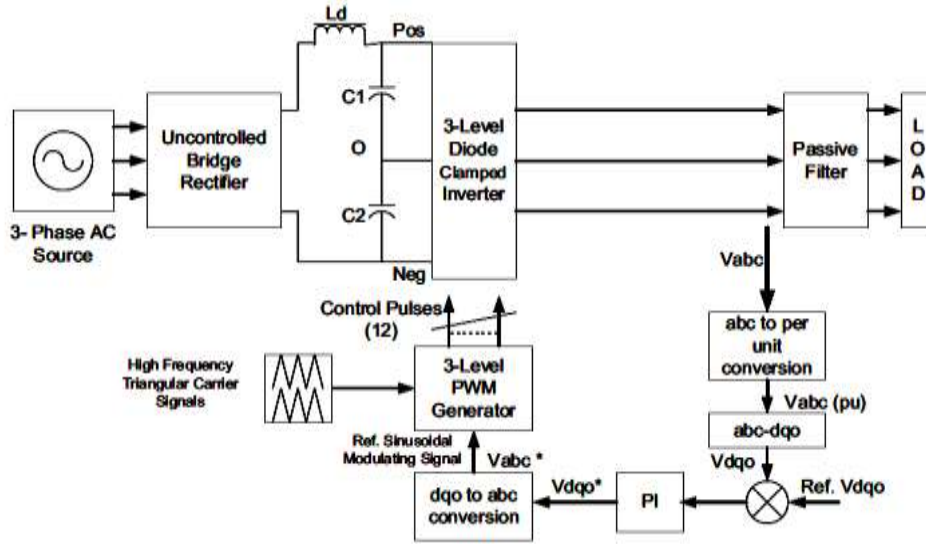 Ld
Pos
C1
O
C2
Neg
3- Phase AC
Source
Uncontrolled
Bridge
Rectifier
3-Level
Diode
Clamped
Inverter
Passive
Filter
L
O
A
D
Vabc
abc to per
unit
conversion
Vabc (pu)
abc-dqo
Vdqo
Ref. Vdqo
PI
Vdqo*
dqo to abc
conversion
Ref. Sinusoidal
Modulating Signal
Vabc *
3-Level
PWM
Generator
High Frequency
Triangular Carrier
Signals
Control Pulses
(12)